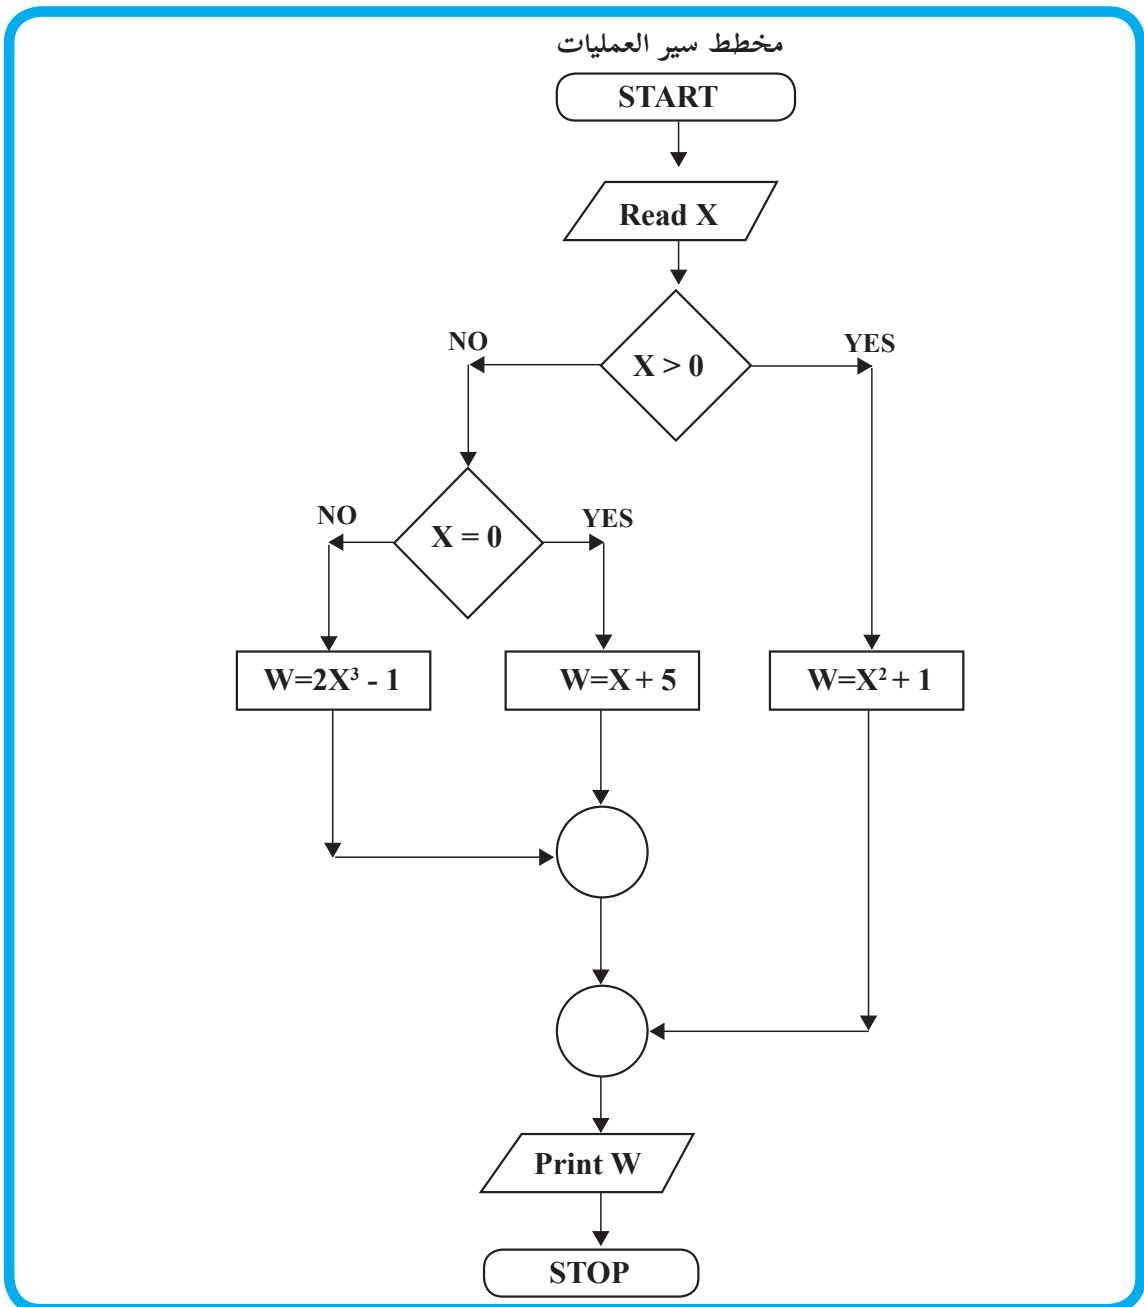 مخطط سير العمليات
START
Read X
X > 0
NO
YES
X = 0
NO
YES
W=2X³ - 1
W=X + 5
W=X² + 1
Print W
STOP